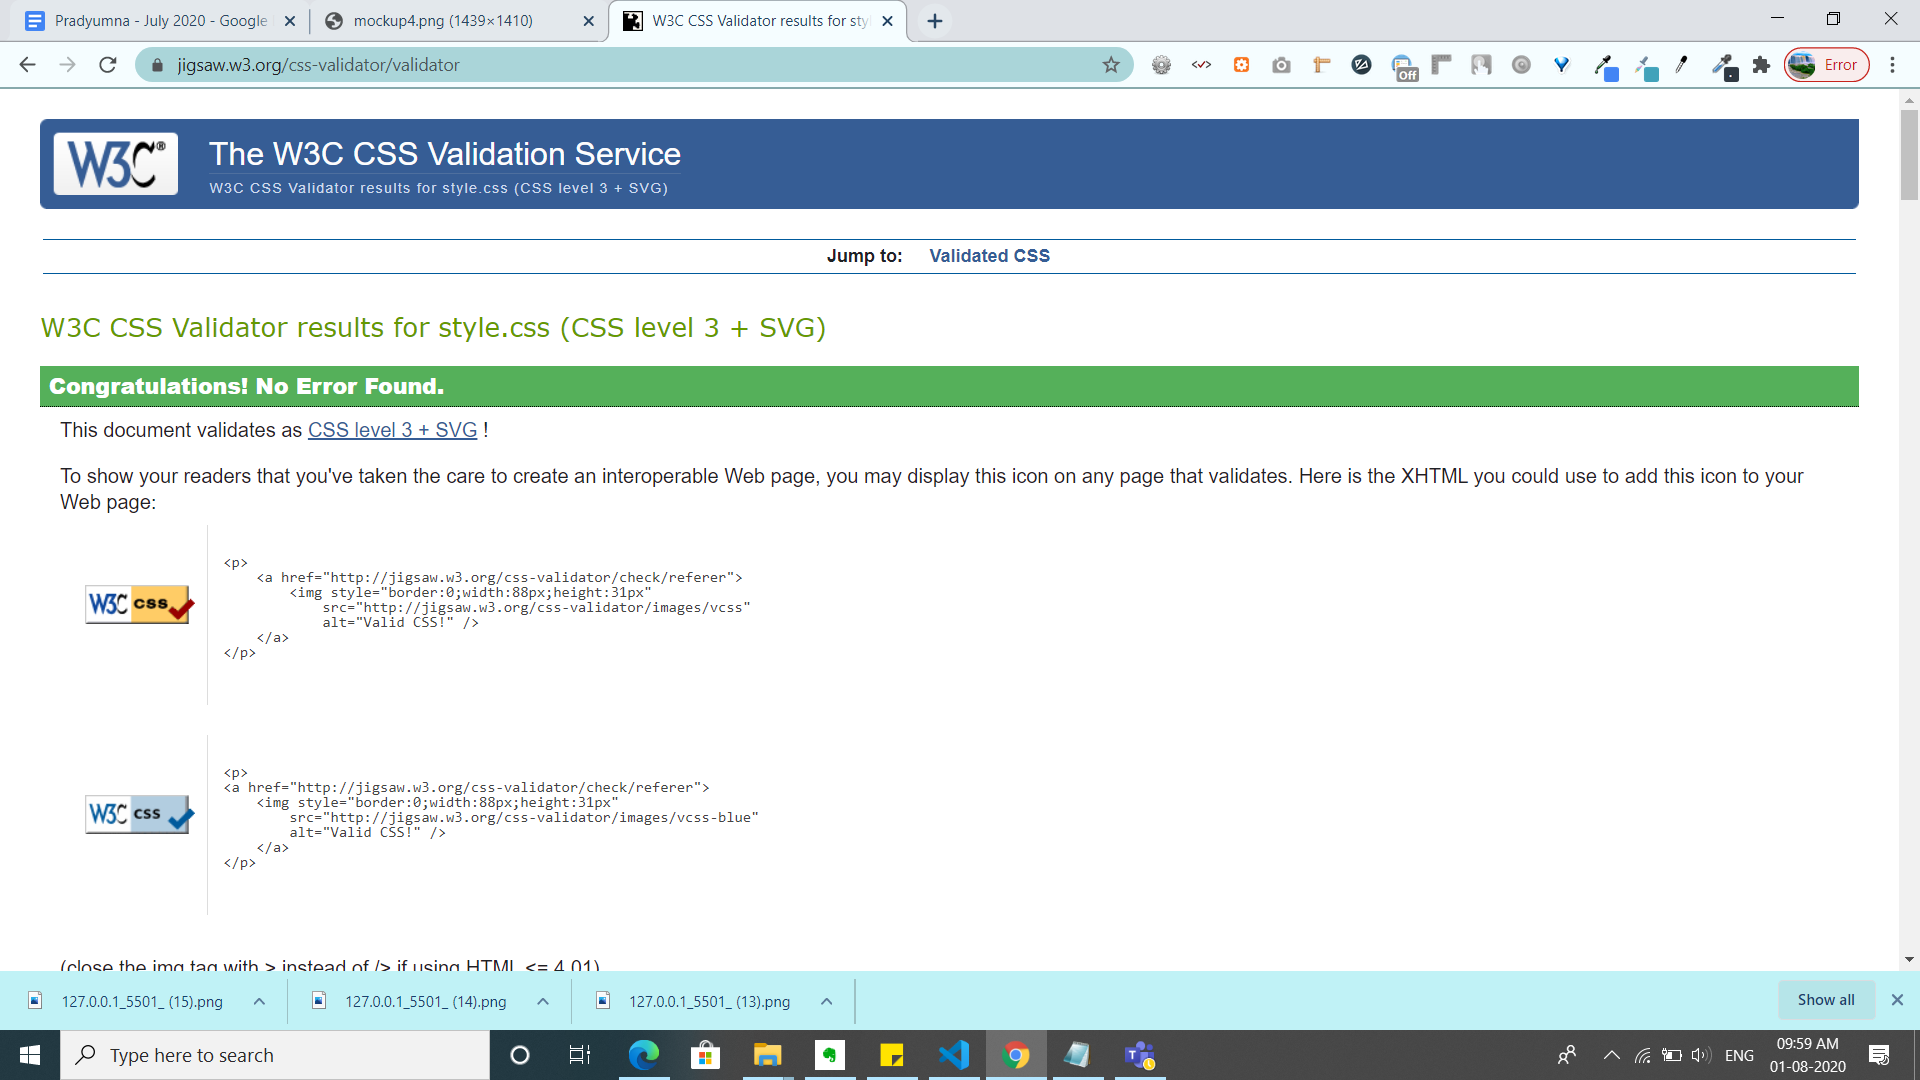 Pradyumna - July 2020 - Google
mockup4.png (1439×1410)
W3C CSS Validator results for sty
jigsaw.w3.org/css-validator/validator
Off
Error
W3C®
The W3C CSS Validation Service
W3C CSS Validator results for style.css (CSS level 3 + SVG)
Jump to: Validated CSS
W3C CSS Validator results for style.css (CSS level 3 + SVG)
Congratulations! No Error Found.
This document validates as CSS level 3 + SVG !
To show your readers that you've taken the care to create an interoperable Web page, you may display this icon on any page that validates. Here is the XHTML you could use to add this icon to your
Web page:
W3C css
<p>
<a href="http://jigsaw.w3.org/css-validator/check/referer">
<img style="border:0;width:88px;height:31px"
src="http://jigsaw.w3.org/css-validator/images/vcss"
alt="Valid CSS!" />
</a>
</p>
W3C css
<p>
<a href="http://jigsaw.w3.org/css-validator/check/referer">
<img style="border:0;width:88px;height:31px"
src="http://jigsaw.w3.org/css-validator/images/vcss-blue"
alt="Valid CSS!" />
</a>
</p>
(close the img tag with > instead of /> if using HTML <= 4.01)
127.0.0.1_5501_ (15).png
127.0.0.1_5501_ (14).png
127.0.0.1_5501_ (13).png
Show all
Type here to search
ENG
09:59 AM
01-08-2020